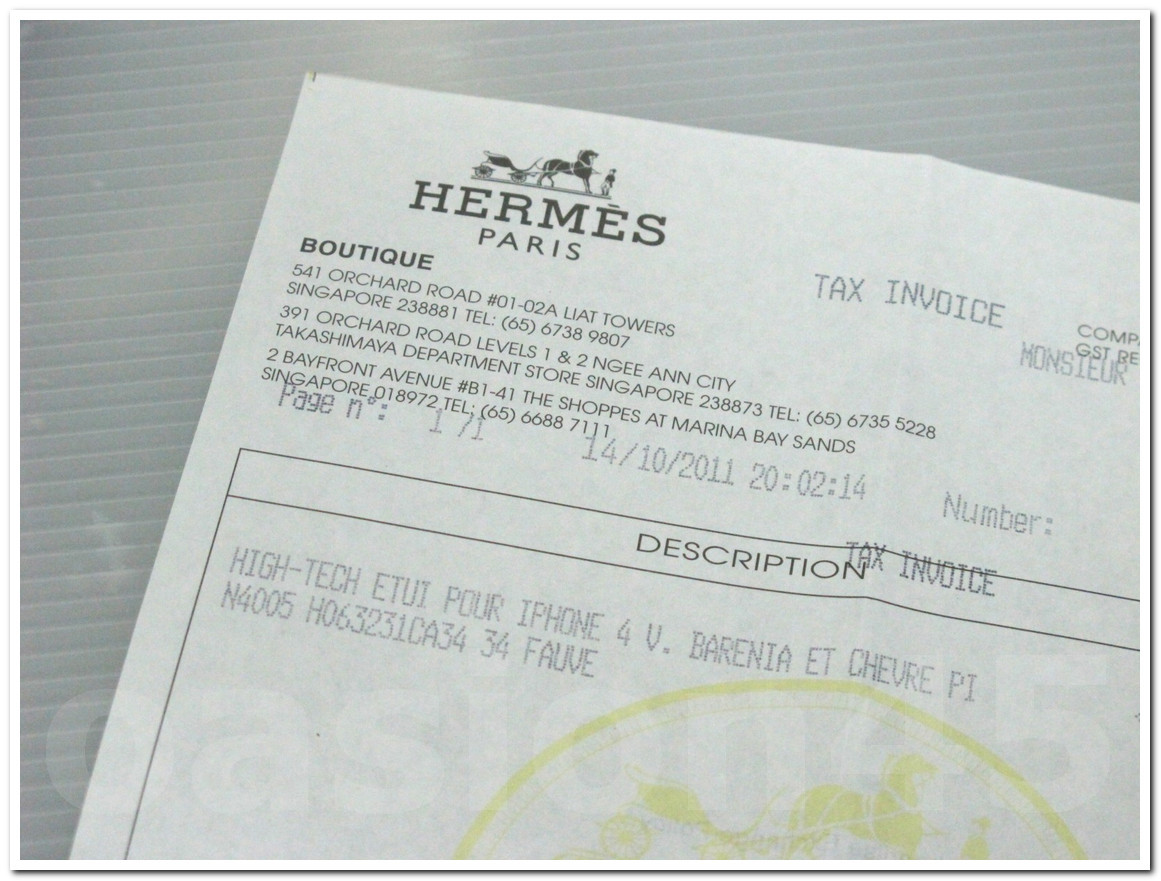 HERMÈS
PARIS
BOUTIQUE
541 ORCHARD ROAD #01-02A LIAT TOWERS
SINGAPORE 238881 TEL: (65) 6738 9807
391 ORCHARD ROAD LEVELS 1 & 2 NGEE ANN CITY
TAKASHIMAYA DEPARTMENT STORE SINGAPORE 238873 TEL: (65) 6735 5228
2 BAYFRONT AVENUE #B1-41 THE SHOPPES AT MARINA BAY SANDS
SINGAPORE 018972 TEL: (65) 6688 7111
TAX INVOICE
COMPA
GST RE
MONSIEUR
Page n°: 1 /1
14/10/2011 20:02:14
Number:
DESCRIPTION
TAX INVOICE
HIGH-TECH ETUI POUR IPHONE 4 V. BARENIA ET CHEVRE PI
N4005 H063231CA34 34 FAUVE